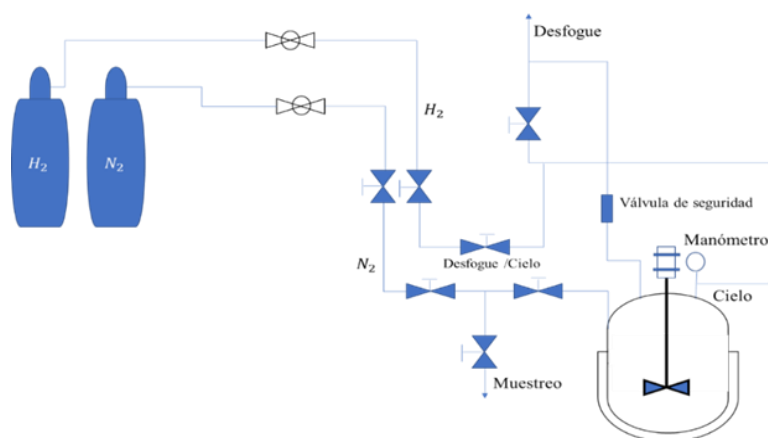 Desfogue
H₂
H₂
N₂
Válvula de seguridad
Manómetro
Desfogue /Cielo
N₂
Cielo
Muestreo